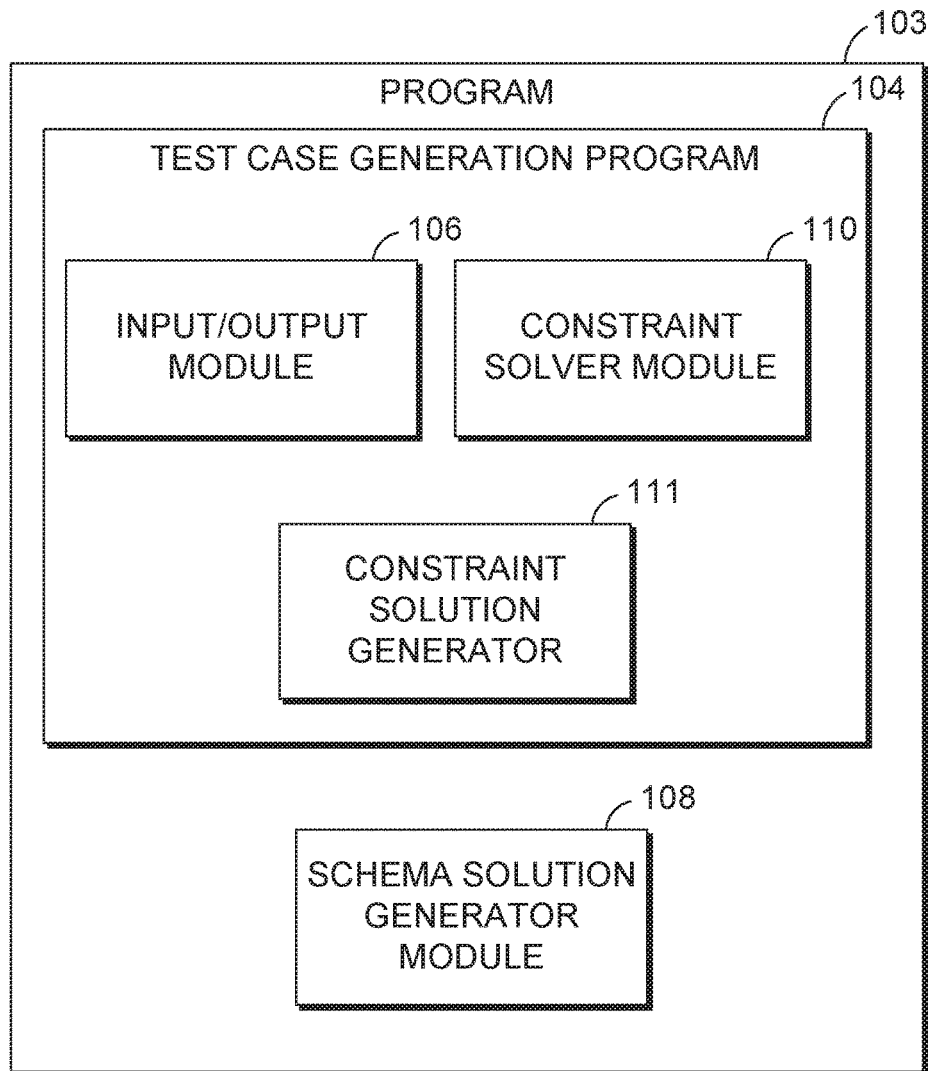 103
PROGRAM
104
TEST CASE GENERATION PROGRAM
106
110
INPUT/OUTPUT
MODULE
CONSTRAINT
SOLVER MODULE
111
CONSTRAINT
SOLUTION
GENERATOR
108
SCHEMA SOLUTION
GENERATOR
MODULE